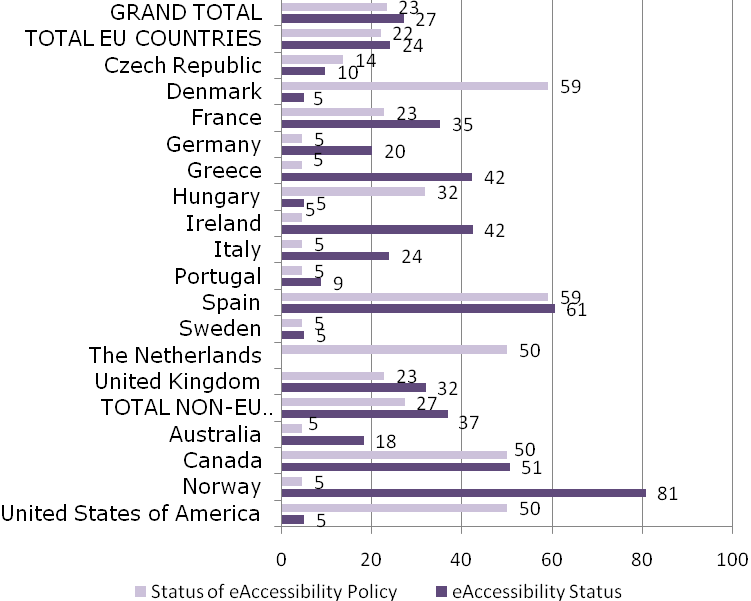 GRAND TOTAL 23 27
TOTAL EU COUNTRIES 22 24
Czech Republic 14 10
Denmark 59 5
France 23 35
Germany 5 20
Greece 5 42
Hungary 32 5
Ireland 5 42
Italy 5 24
Portugal 5 9
Spain 59 61
Sweden 5 5
The Netherlands 50
United Kingdom 23 32
TOTAL NON-EU.. 27 37
Australia 5 18
Canada 50 51
Norway 5 81
United States of America 50 5
0 20 40 60 80 100
Status of eAccessibility Policy eAccessibility Status